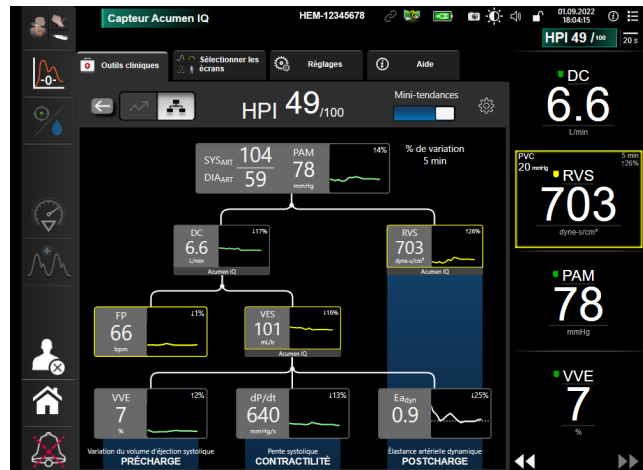 Capteur Acumen IQ
HEM-12345678
01.09.2022
18:04:15
HPI 49 /100
20 s
Outils cliniques
Sélectionner les
écrans
Réglages
Aide
HPI 49/100
Mini-tendances
% de variation
5 min
SYSART 104
DIAART 59
PAM
78
mmHg
↑4%
DC
6.6
L/min
↓17%
Acumen IQ
RVS
703
dyne-s/cm⁵
↑26%
Acumen IQ
FP
66
bpm
↓1%
VES
101
mL/b
↓16%
Acumen IQ
VVE
7
%
↑2%
dP/dt
640
mmHg/s
↓13%
Eadyn
0.9
↓25%
Variation du volume d'éjection systolique
PRÉCHARGE
Pente systolique
CONTRACTILITÉ
Élastance artérielle dynamique
POSTCHARGE
DC
6.6
L/min
PVC
20 mmHg
5 min
↑26%
RVS
703
dyne-s/cm⁵
PAM
78
mmHg
VVE
7
%
-0-